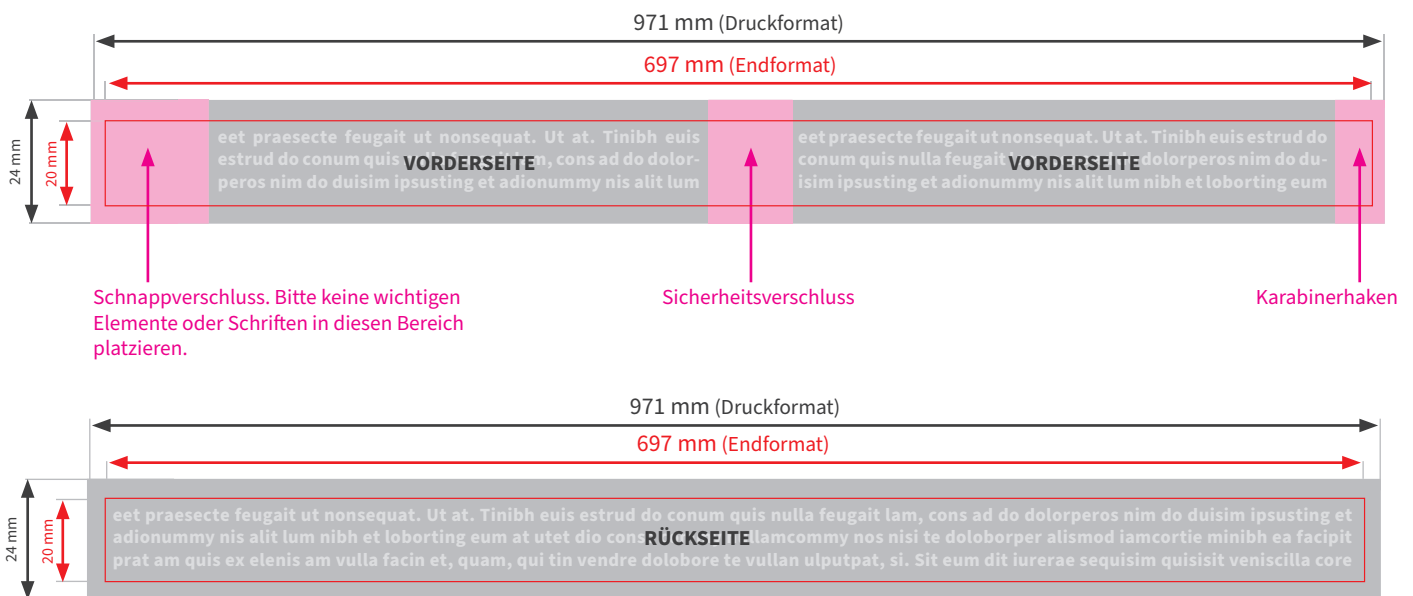 971 mm (Druckformat)
697 mm (Endformat)
24 mm
20 mm
eet praesecte feugait ut nonsequat. Ut at. Tinibh euis
estrud do conum quis VORDERSEITE m, cons ad do dolor-
peros nim do duisim ipsusting et adionummy nis alit lum
eet praesecte feugait ut nonsequat. Ut at. Tinibh euis estrud do
conum quis nulla feugait VORDERSEITE dolorperos nim do du-
isim ipsusting et adionummy nis alit lum nibh et loborting eum
Schnappverschluss. Bitte keine wichtigen
Elemente oder Schriften in diesen Bereich
platzieren.
Sicherheitsverschluss
Karabinerhaken
971 mm (Druckformat)
697 mm (Endformat)
24 mm
20 mm
eet praesecte feugait ut nonsequat. Ut at. Tinibh euis estrud do conum quis nulla feugait lam, cons ad do dolorperos nim do duisim ipsusting et
adionummy nis alit lum nibh et loborting eum at utet dio cons RÜCKSEITE llamcommy nos nisi te doloborper alismod iamcortie minibh ea facipit
prat am quis ex elenis am vulla facin et, quam, qui tin vendre dolobore te vullan ulputpat, si. Sit eum dit iurerae sequisim quisisit veniscilla core